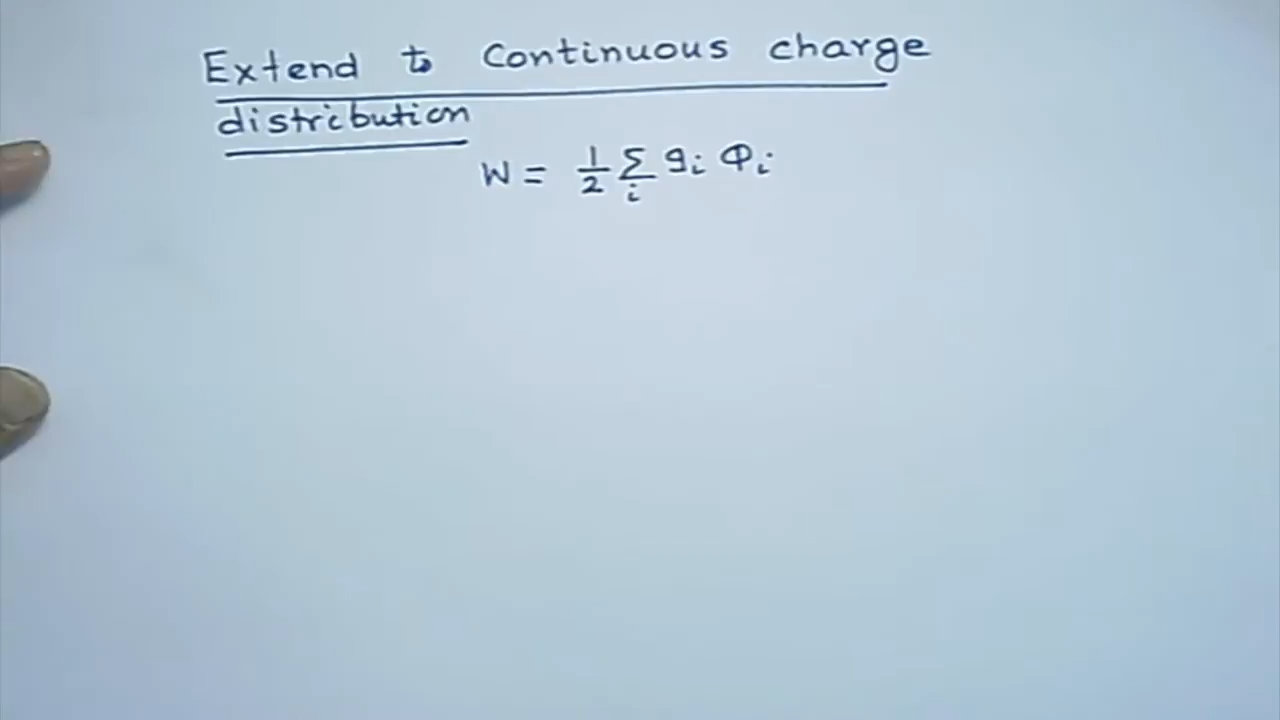 Extend to Continuous charge
distribution
W = 1/2 Σ_i q_i Φ_i